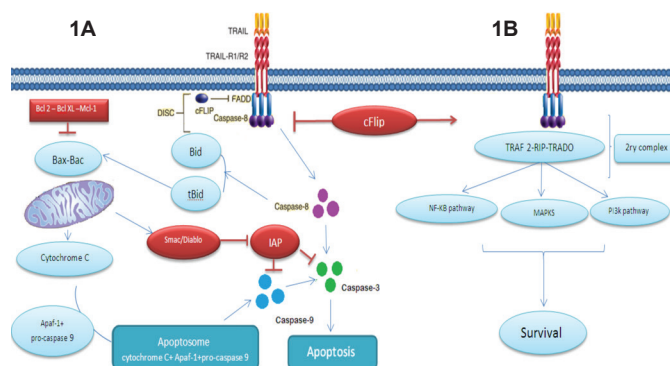 1A
1B
TRAIL
TRAIL-R1/R2
Bcl 2 – Bcl XL –Mcl-1
DISC
cFLIP
FADD
Caspase-8
cFlip
Bax-Bac
Bid
tBid
TRAF 2-RIP-TRADO
2ry complex
NF-KB pathway
MAPKS
PI3k pathway
Caspase-8
Smac/Diablo
IAP
Cytochrome C
Caspase-3
Caspase-9
Apaf-1+
pro-caspase 9
Apoptosome
cytochrome C+ Apaf-1+pro-caspase 9
Apoptosis
Survival